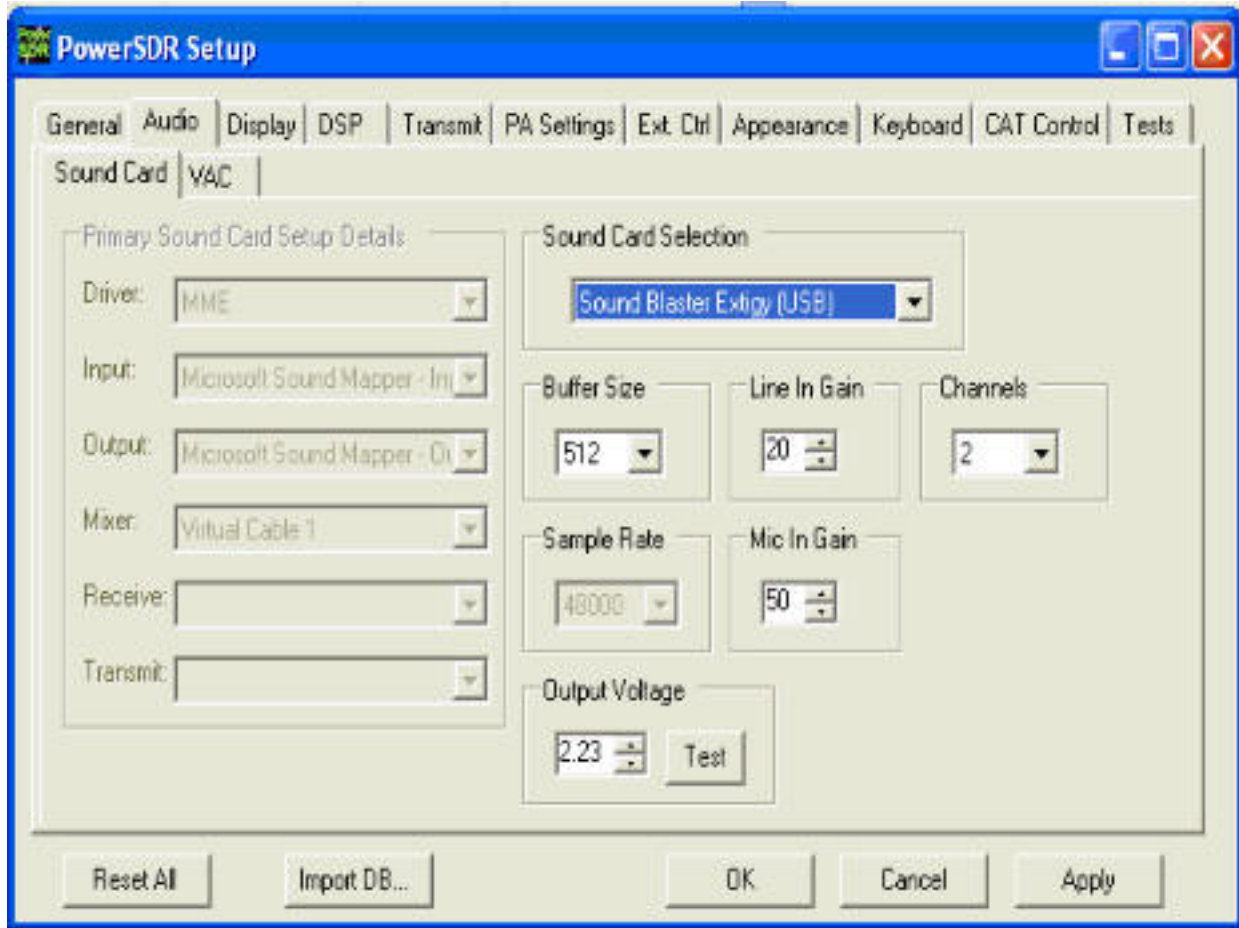 PowerSDR Setup
General Audio Display DSP Transmit PA Settings Ext. Ctrl Appearance Keyboard CAT Control Tests
Sound Card VAC
Primary Sound Card Setup Details
Driver: MME
Input: Microsoft Sound Mapper - In
Output: Microsoft Sound Mapper - Ou
Mixer: Virtual Cable 1
Receive:
Transmit:
Sound Card Selection
Sound Blaster Extigy (USB)
Buffer Size Line In Gain Channels
512 20 2
Sample Rate Mic In Gain
48000 50
Output Voltage
2.23 Test
Reset All Import DB... OK Cancel Apply